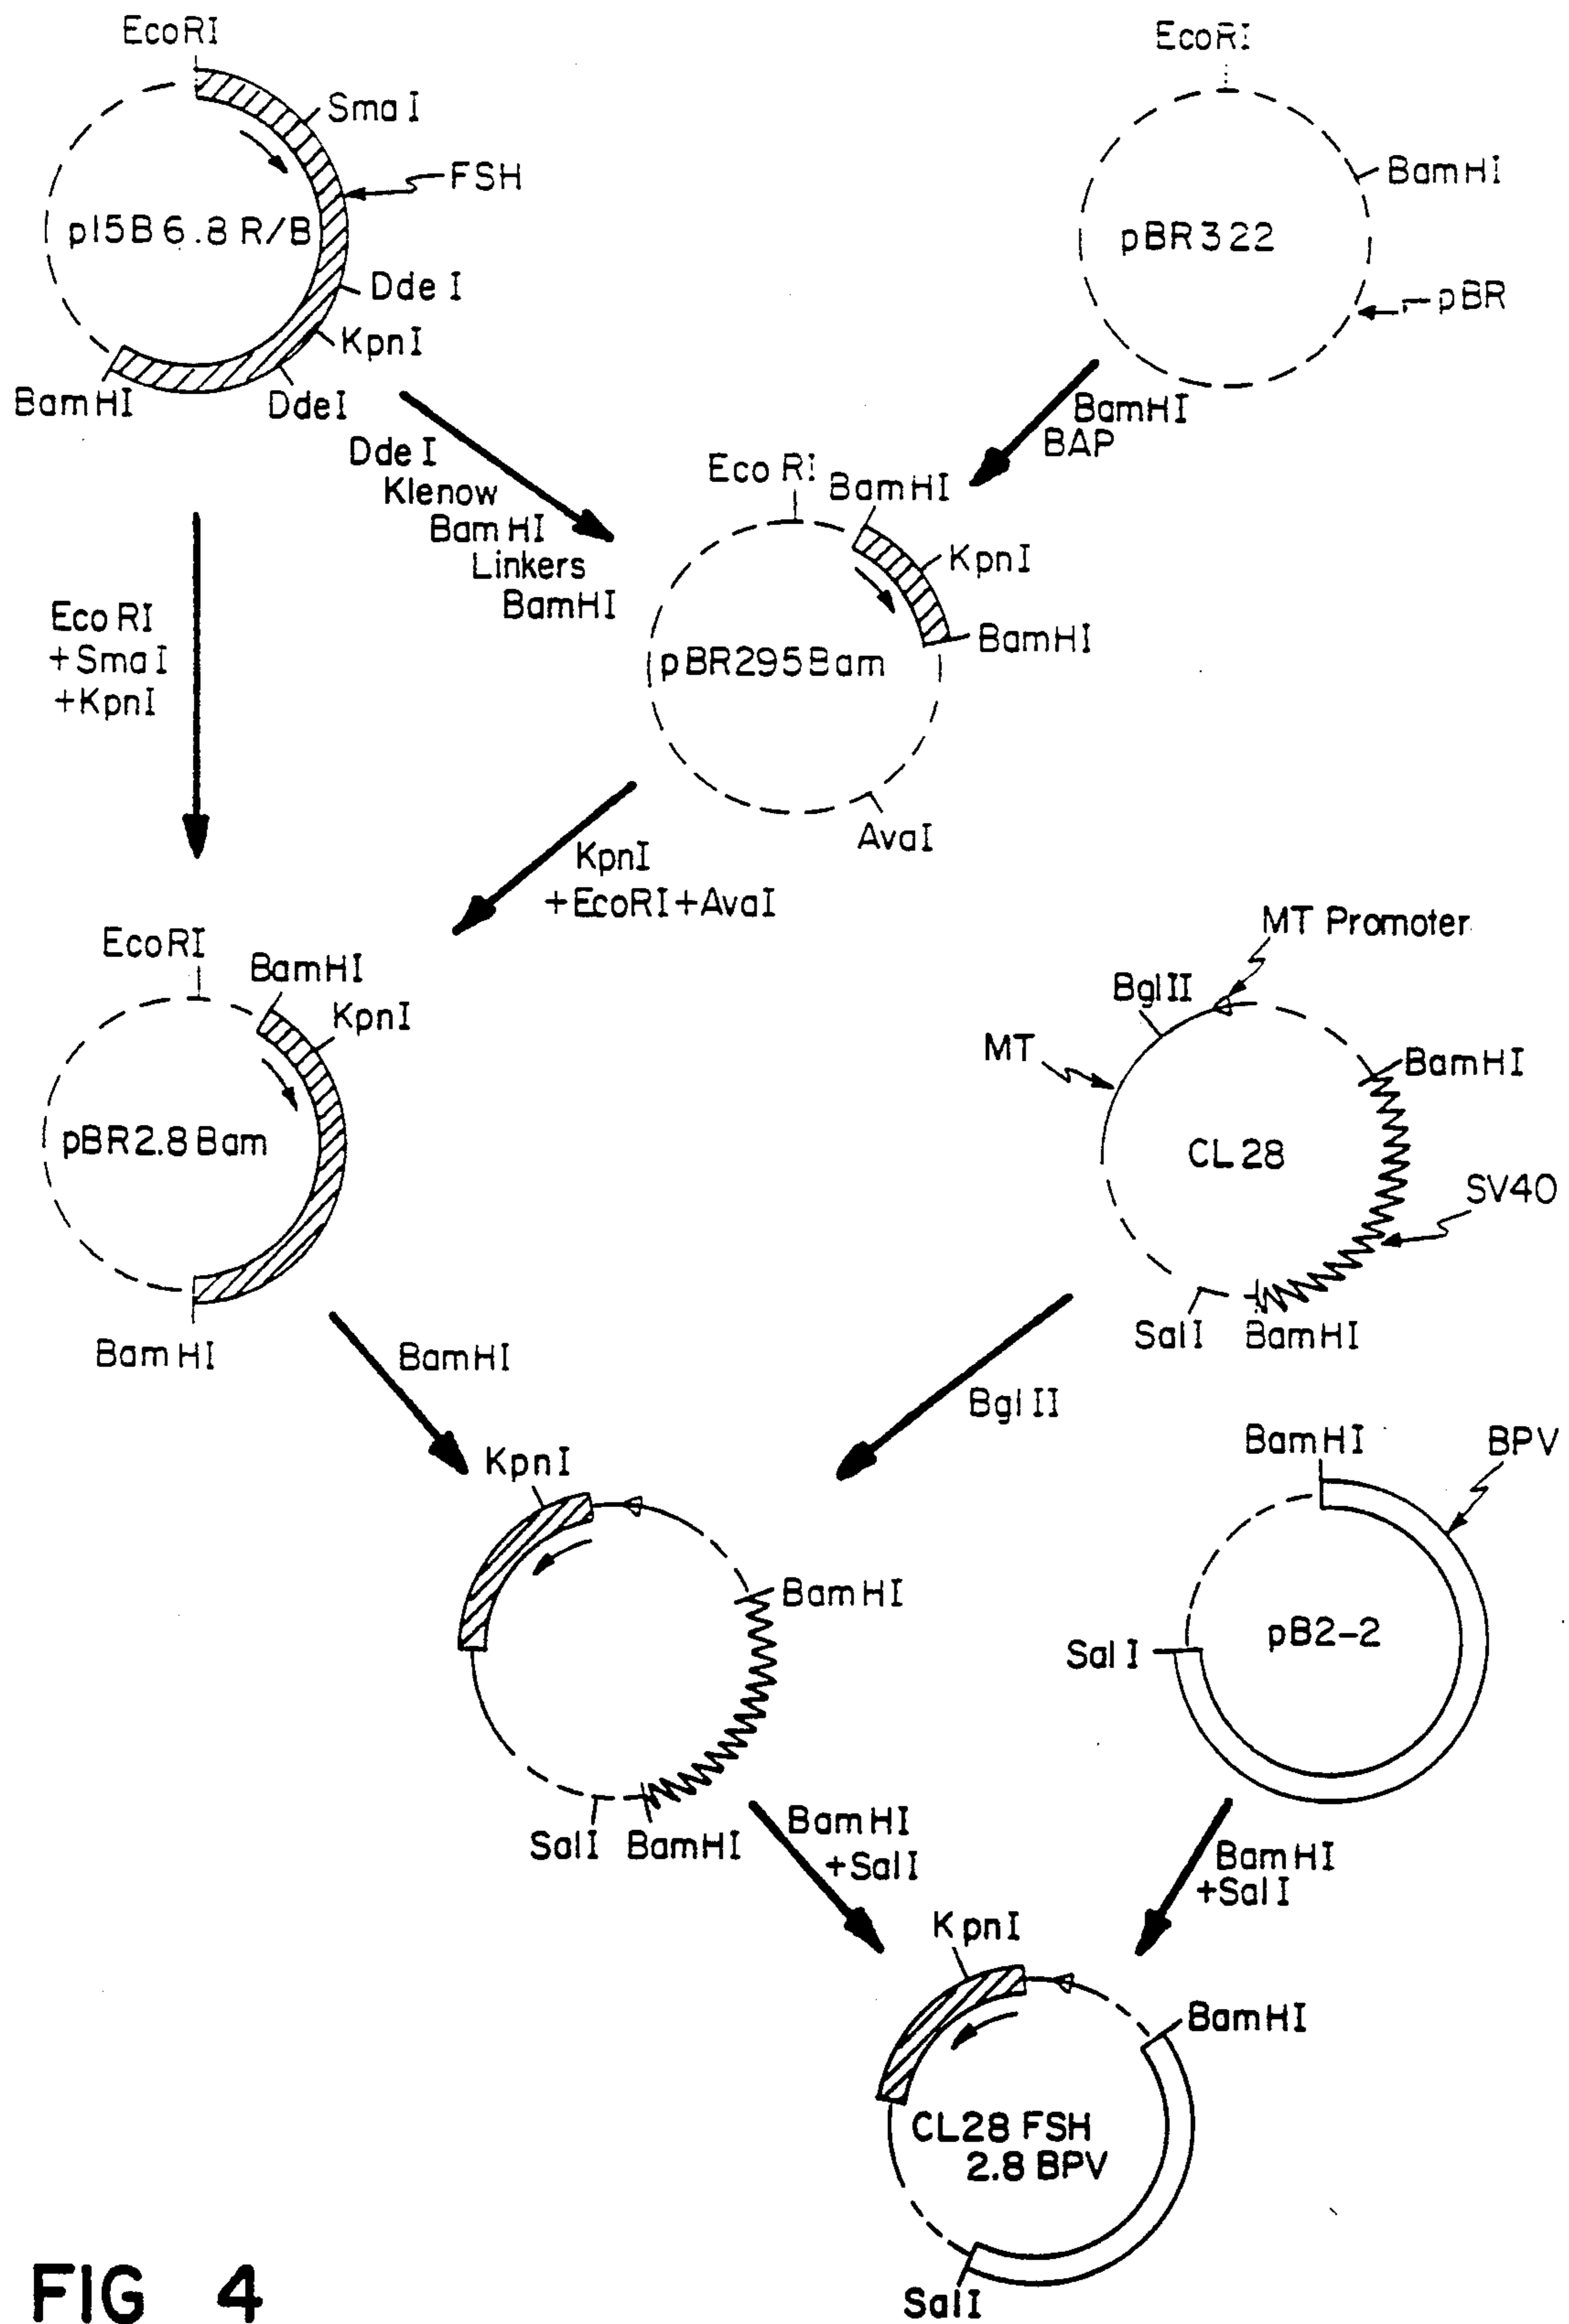 EcoRI
SmaI
FSH
p15B6.8R/B
DdeI
KpnI
DdeI
BamHI
EcoRI
BamHI
pBR322
pBR
BamHI
BAP
DdeI
Klenow
BamHI
Linkers
BamHI
EcoRI
BamHI
KpnI
BamHI
pBR295Bam
AvaI
EcoRI
+SmaI
+KpnI
KpnI
+EcoRI+AvaI
EcoRI
BamHI
KpnI
pBR2.8Bam
BamHI
MT Promoter
BglII
MT
BamHI
CL28
SV40
SalI
BamHI
BamHI
BglII
KpnI
BamHI
SalI
BamHI
BamHI
BPV
SalI
pB2-2
BamHI
+SalI
BamHI
+SalI
KpnI
BamHI
CL28 FSH
2.8 BPV
SalI
FIG 4